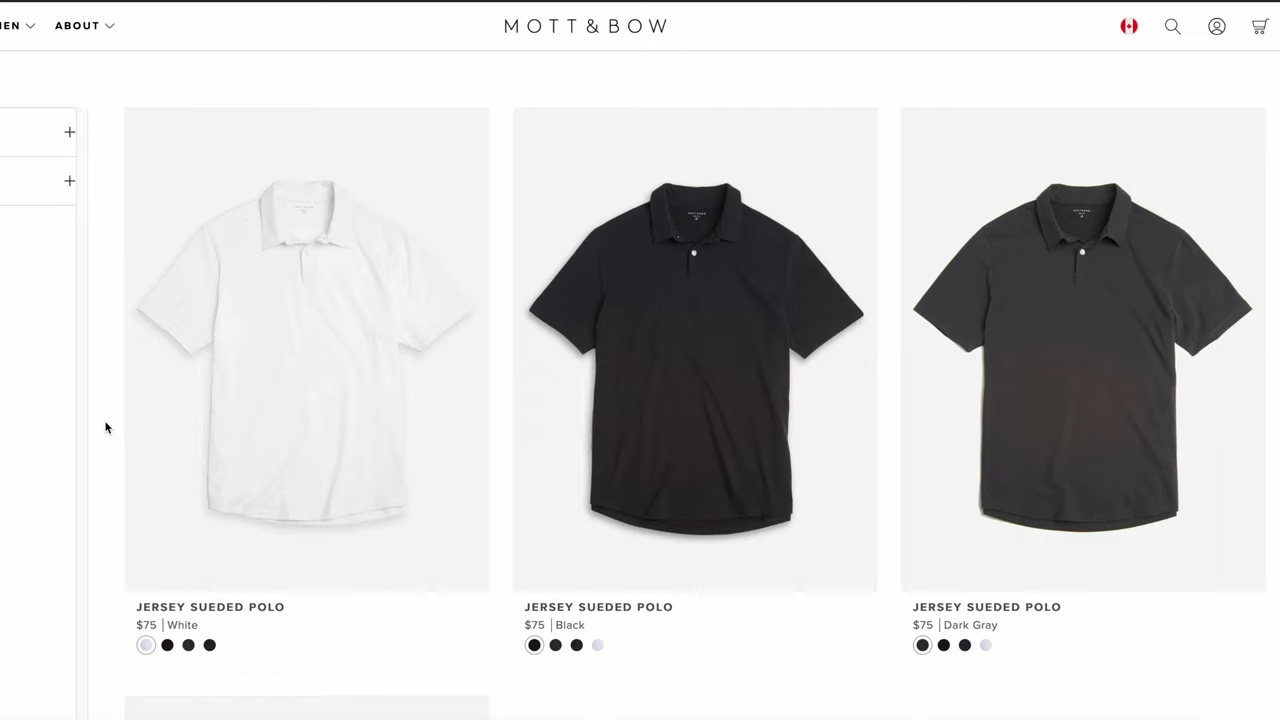 EN
ABOUT
MOTT & BOW
+
+
JERSEY SUEDED POLO
$75 | White
JERSEY SUEDED POLO
$75 | Black
JERSEY SUEDED POLO
$75 | Dark Gray